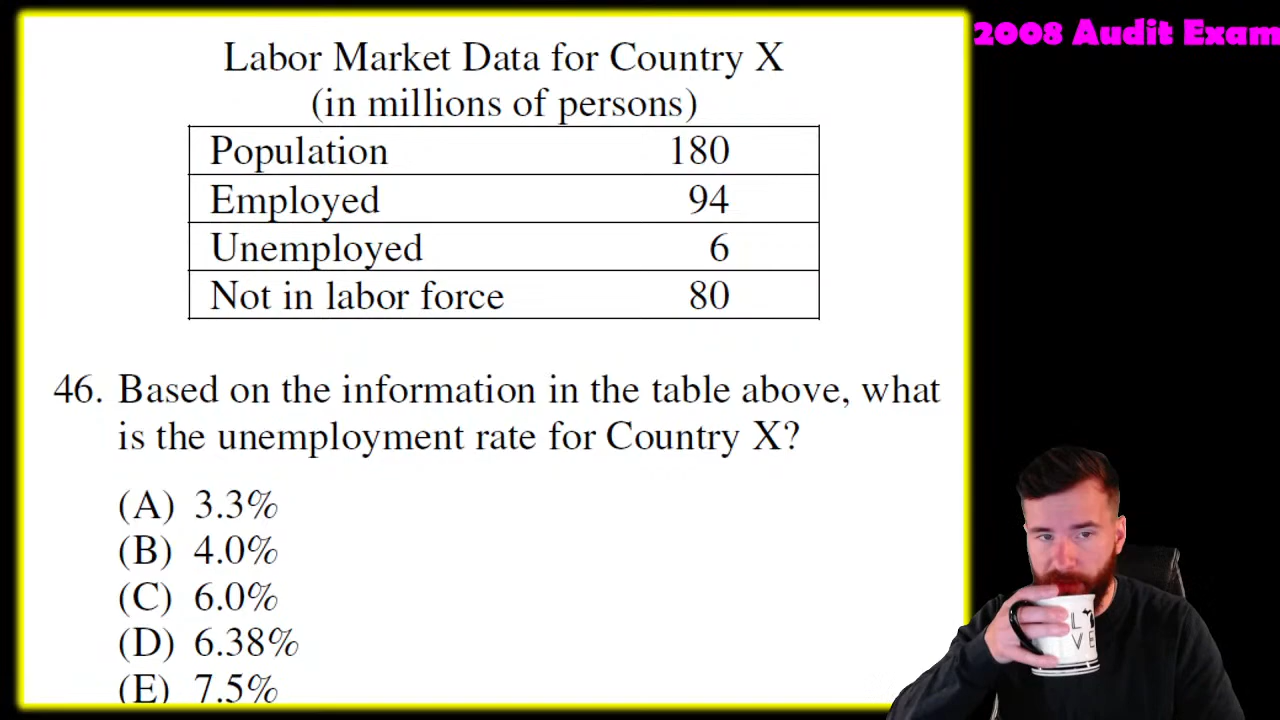 Labor Market Data for Country X
(in millions of persons)
Population 180
Employed 94
Unemployed 6
Not in labor force 80
46. Based on the information in the table above, what
is the unemployment rate for Country X?
(A) 3.3%
(B) 4.0%
(C) 6.0%
(D) 6.38%
(E) 7.5%
2008 Audit Exam
L
VE